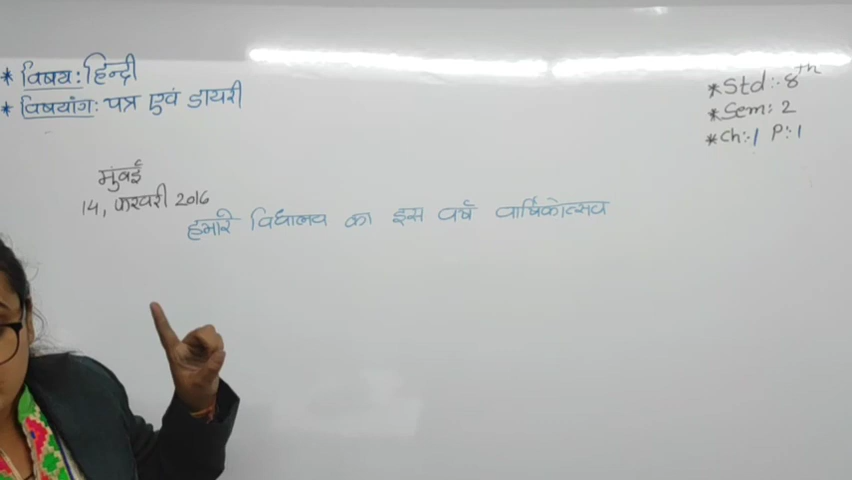 * विषय: हिन्दी
* विषयांग: पत्र एवं डायरी
* Std:- 8th
* Sem: 2
* Ch:-1 P:-1
मुंबई
14, फरवरी 2016
हमारे विद्यालय का इस वर्ष वार्षिकोत्सव